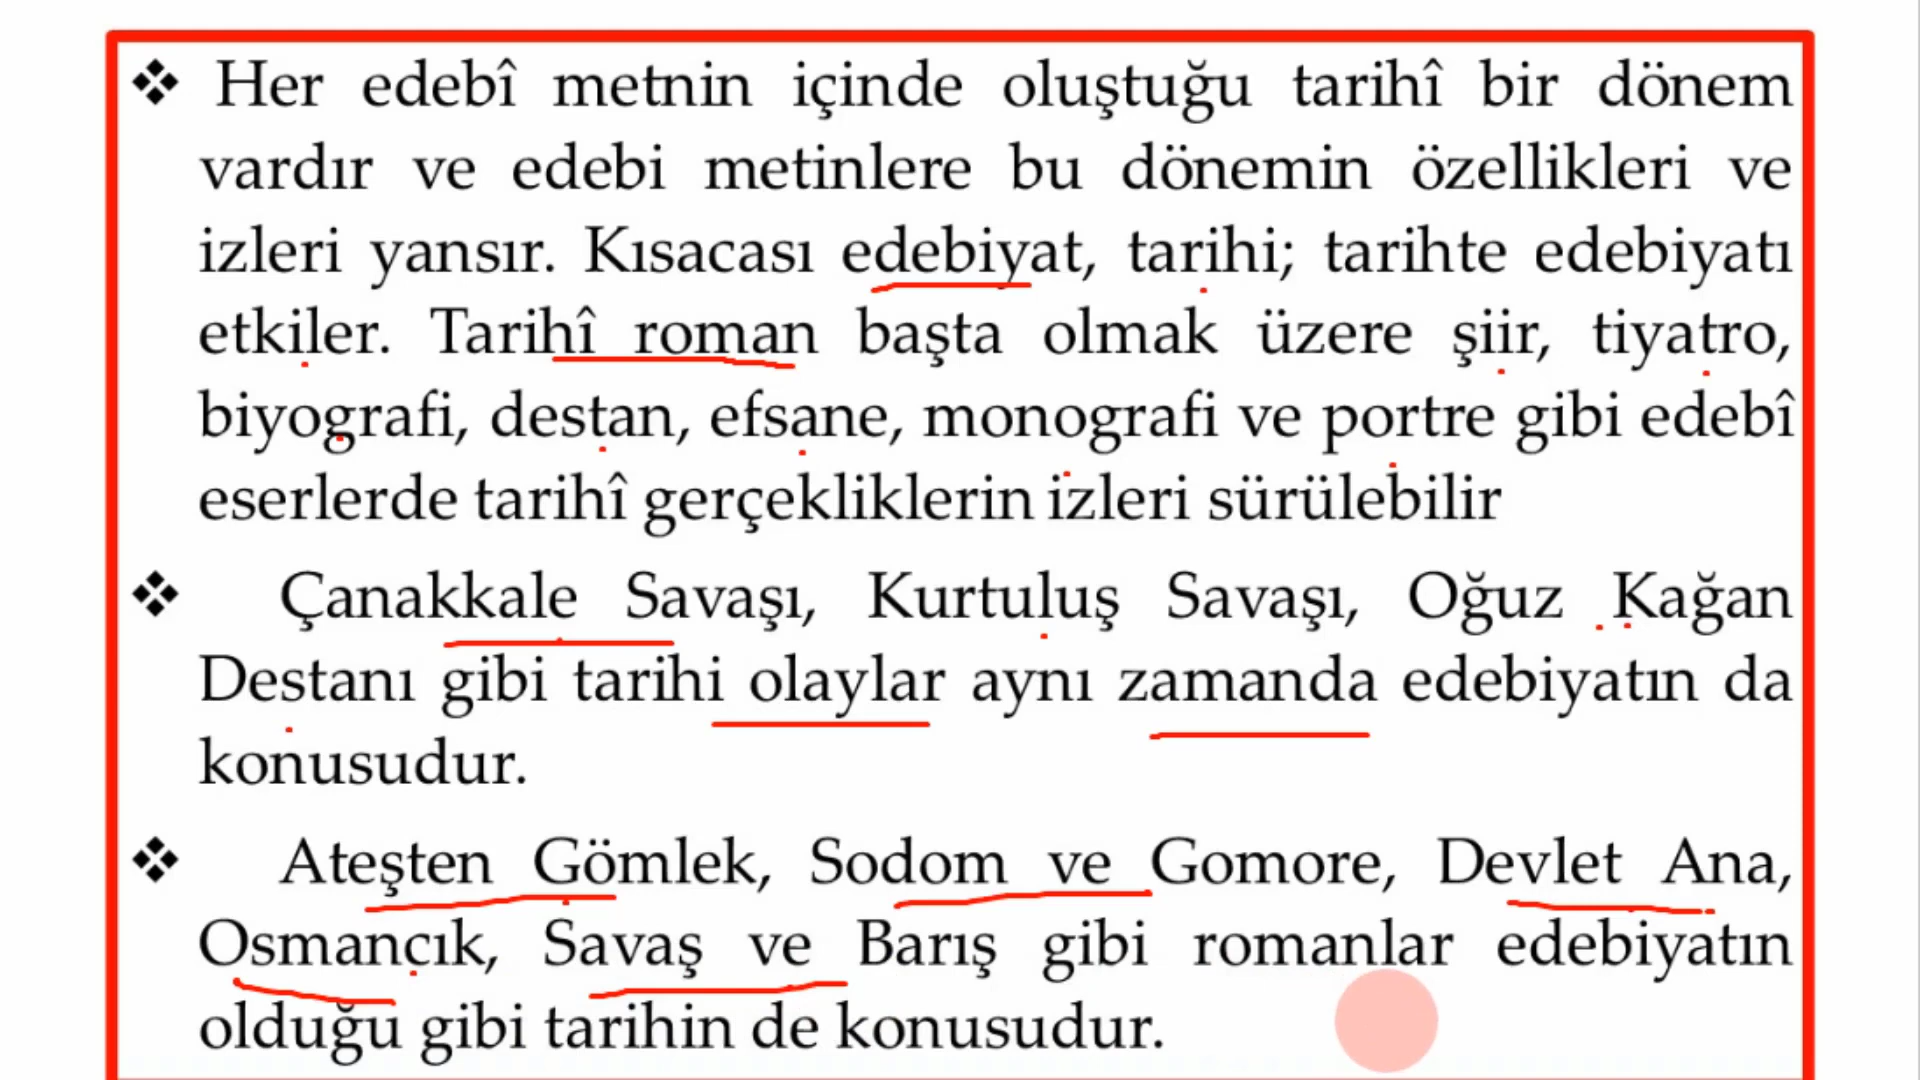 ❖ Her edebî metnin içinde oluştuğu tarihî bir dönem
vardır ve edebi metinlere bu dönemin özellikleri ve
izleri yansır. Kısacası edebiyat, tarihi; tarihte edebiyatı
etkiler. Tarihî roman başta olmak üzere şiir, tiyatro,
biyografi, destan, efsane, monografi ve portre gibi edebî
eserlerde tarihî gerçekliklerin izleri sürülebilir
❖ Çanakkale Savaşı, Kurtuluş Savaşı, Oğuz Kağan
Destanı gibi tarihi olaylar aynı zamanda edebiyatın da
konusudur.
❖ Ateşten Gömlek, Sodom ve Gomore, Devlet Ana,
Osmancık, Savaş ve Barış gibi romanlar edebiyatın
olduğu gibi tarihin de konusudur.